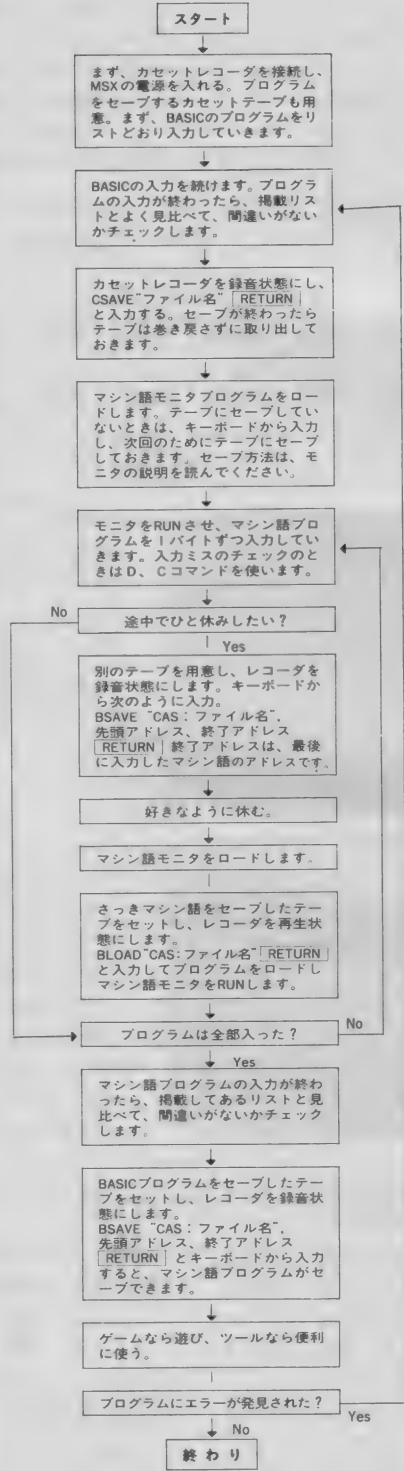 スタート
まず、カセットレコーダを接続し、
MSXの電源を入れる。プログラム
をセーブするカセットテープも用
意。まず、BASICのプログラムをリ
ストどおり入力していきます。
BASICの入力を続けます。プログラ
ムの入力が終わったら、掲載リス
トとよく見比べて、間違いがない
かチェックします。
カセットレコーダを録音状態にし、
CSAVE"ファイル名" RETURN
と入力する。セーブが終わったら
テープは巻き戻さずに取り出して
おきます。
マシン語モニタプログラムをロー
ドします。テープにセーブしてい
ないときは、キーボードから入力
し、次回のためにテープにセーブ
しておきます。セーブ方法は、モ
ニタの説明を読んでください。
モニタをRUNさせ、マシン語プロ
グラムを1バイトずつ入力してい
きます。入力ミスのチェックのと
きはD、Cコマンドを使います。
No
途中でひと休みしたい？
Yes
別のテープを用意し、レコーダを
録音状態にします。キーボードか
ら次のように入力。
BSAVE "CAS：ファイル名",
先頭アドレス、終了アドレス
RETURN 終了アドレスは、最後
に入力したマシン語のアドレスです。
好きなように休む。
マシン語モニタをロードします。
さっきマシン語をセーブしたテー
プをセットし、レコーダを再生状
態にします。
BLOAD"CAS：ファイル名" RETURN
と入力してプログラムをロードし
マシン語モニタをRUNします。
プログラムは全部入った？
No
Yes
マシン語プログラムの入力が終わ
ったら、掲載してあるリストと見
比べて、間違いがないかチェック
します。
BASICプログラムをセーブしたテー
プをセットし、レコーダを録音状
態にします。
BSAVE "CAS：ファイル名",
先頭アドレス、終了アドレス
RETURN とキーボードから入力
すると、マシン語プログラムがセ
ーブできます。
ゲームなら遊び、ツールなら便利
に使う。
プログラムにエラーが発見された？
Yes
No
終わり